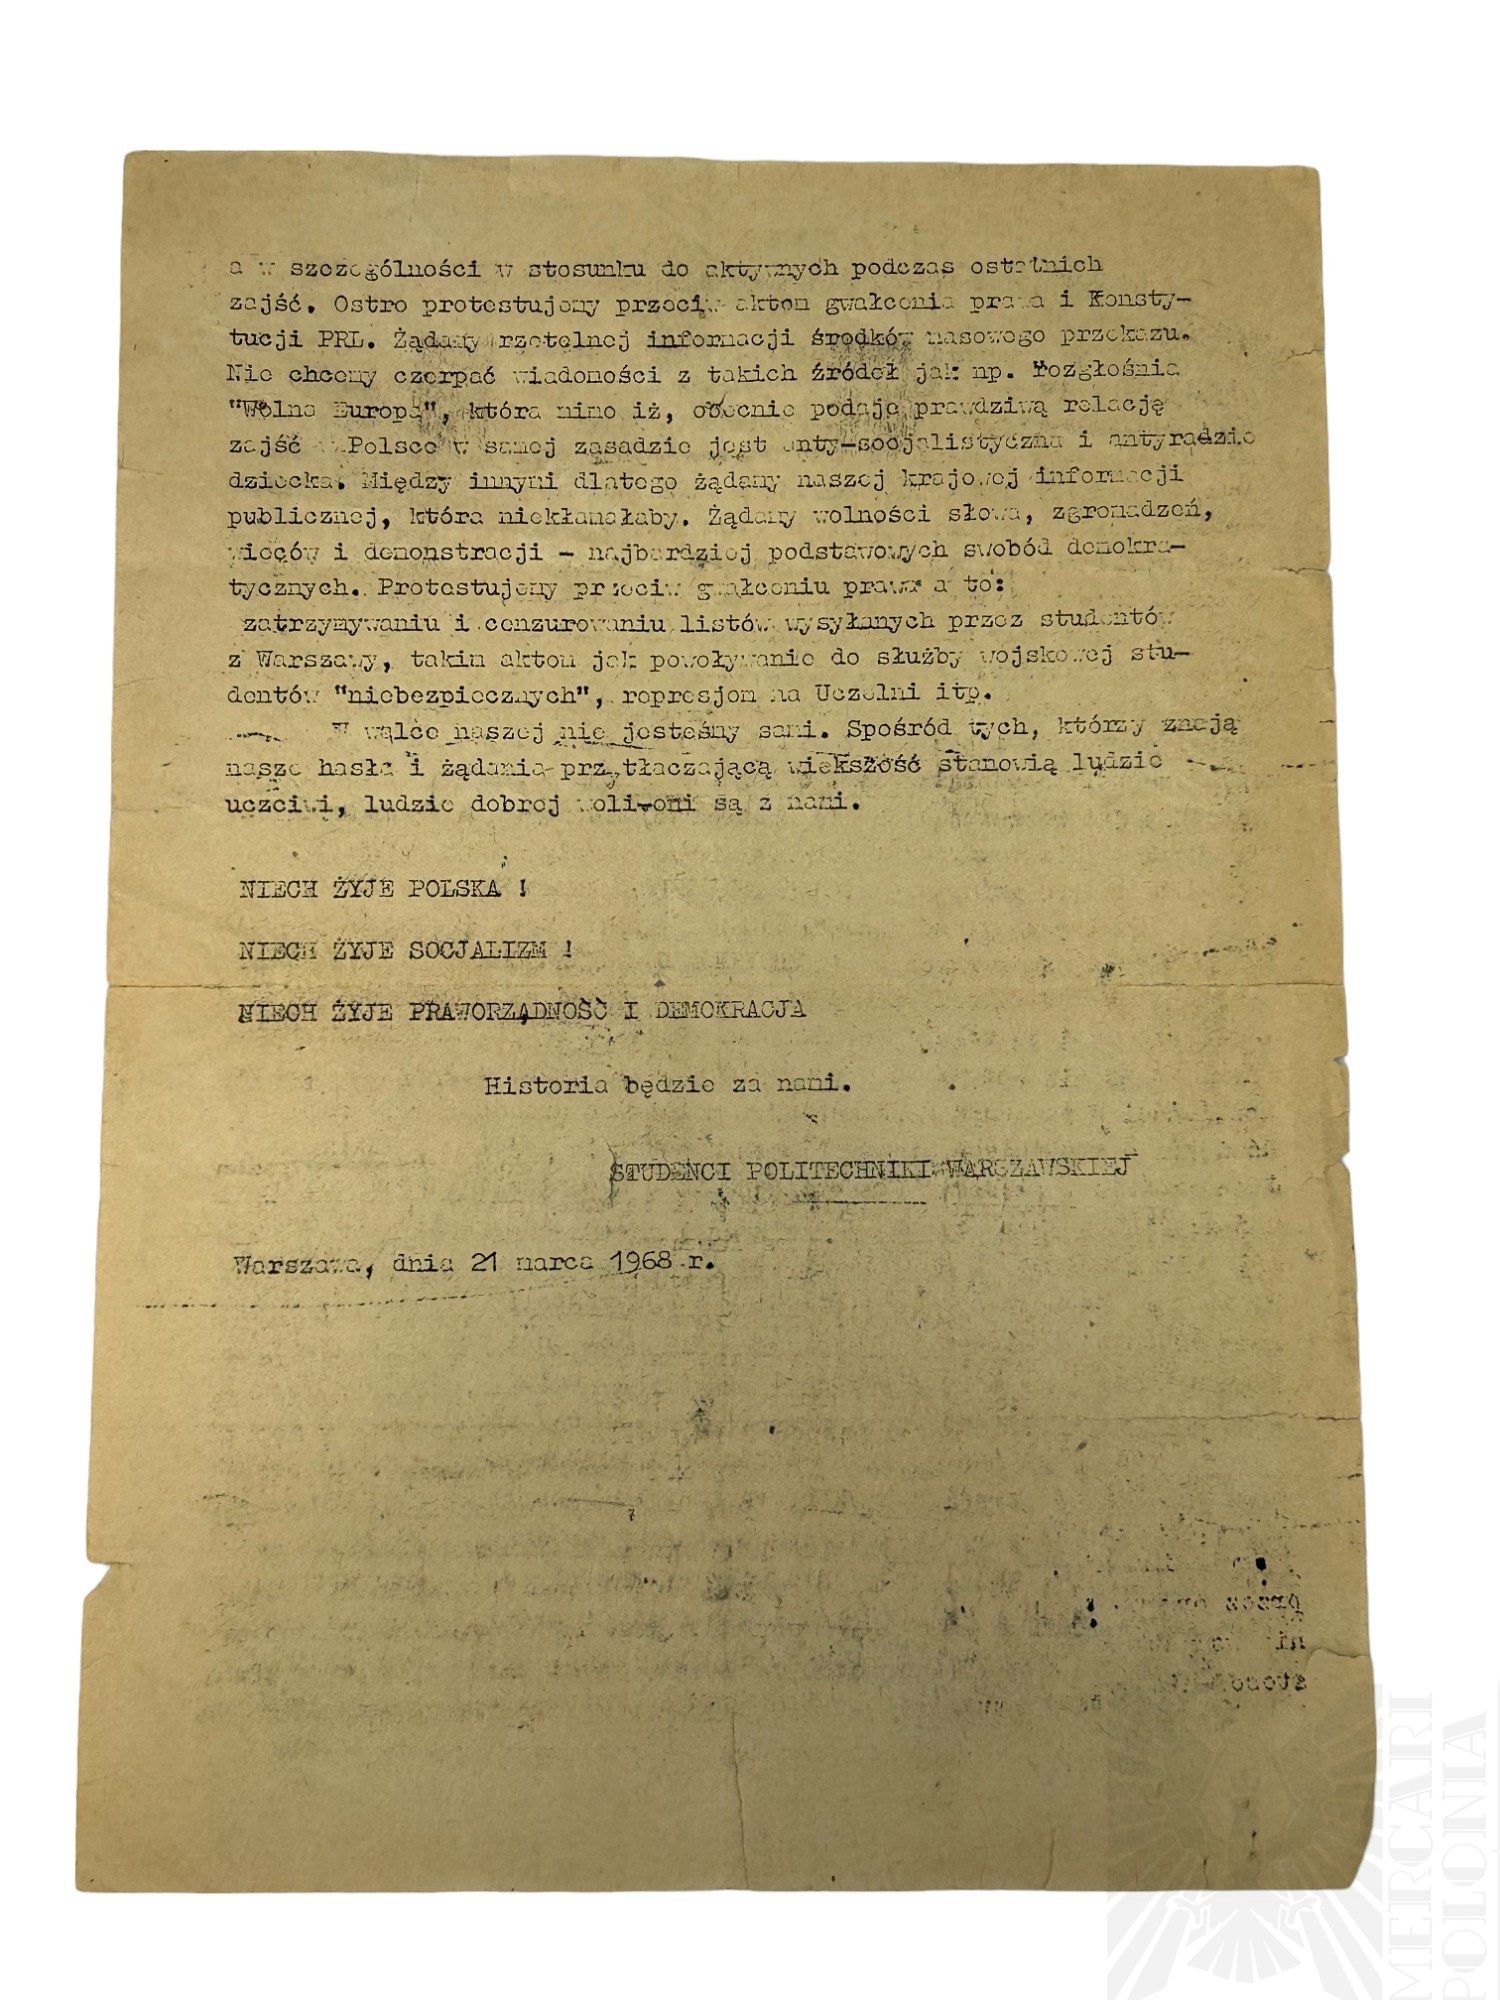 a w szczególności w stosunku do aktywnych podczas ostatnich
zajść. Ostro protestujemy przeciw aktom gwałcenia prawa i Konsty-
tucji PRL. Żądamy rzetelnej informacji środków masowego przekazu.
Nie chcemy czerpać wiadomości z takich źródeł jak np. Rozgłośnia
"Wolna Europa", która mimo iż, obecnie podaje prawdziwą relację
zajść w Polsce w samej zasadzie jest anty-socjalistyczna i antyradzie
dziecka. Między innymi dlatego żądamy naszej krajowej informacji
publicznej, która niekłamałaby. Żądamy wolności słowa, zgromadzeń,
wieców i demonstracji - najbardziej podstawowych swobód demokra-
tycznych. Protestujemy przeciw gwałceniu prawa a to:
zatrzymywaniu i cenzurowaniu listów wysyłanych przez studentów
z Warszawy, takim aktom jak powoływanie do służby wojskowej stu-
dentów "niebezpiecznych", represjom na Uczelni itp.
W walce naszej nie jesteśmy sami. Spośród tych, którzy znają
nasze hasła i żądania przytłaczającą większość stanowią ludzie
uczciwi, ludzie dobrej woli-oni są z nami.
NIECH ŻYJE POLSKA !
NIECH ŻYJE SOCJALIZM !
NIECH ŻYJE PRAWORZĄDNOŚĆ I DEMOKRACJA
Historia będzie za nami.
STUDENCI POLITECHNIKI WARSZAWSKIEJ
Warszawa, dnia 21 marca 1968 r.
MERCARI
POLONIA